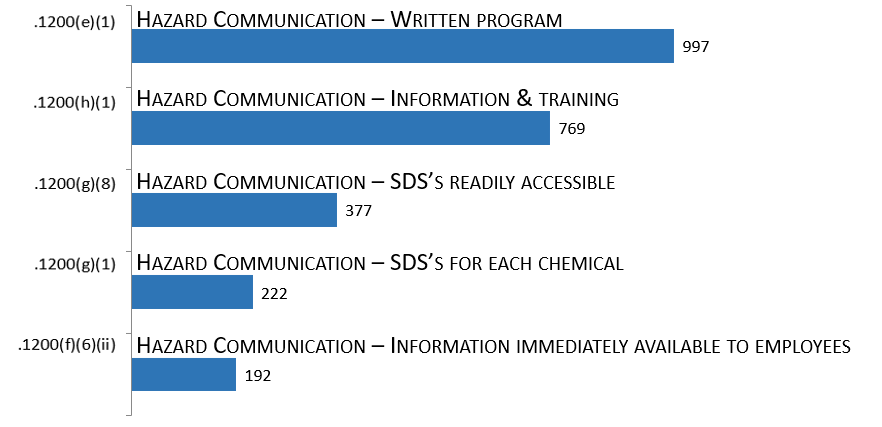 .1200(e)(1) Hazard Communication – Written program
997
.1200(h)(1) Hazard Communication – Information & training
769
.1200(g)(8) Hazard Communication – SDS’s readily accessible
377
.1200(g)(1) Hazard Communication – SDS’s for each chemical
222
.1200(f)(6)(ii) Hazard Communication – Information immediately available to employees
192